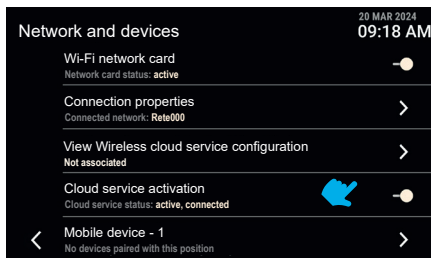 20 MAR 2024
Network and devices 09:18 AM
Wi-Fi network card
Network card status: active
Connection properties
Connected network: Rete000
View Wireless cloud service configuration
Not associated
Cloud service activation
Cloud service status: active, connected
Mobile device - 1
No devices paired with this position